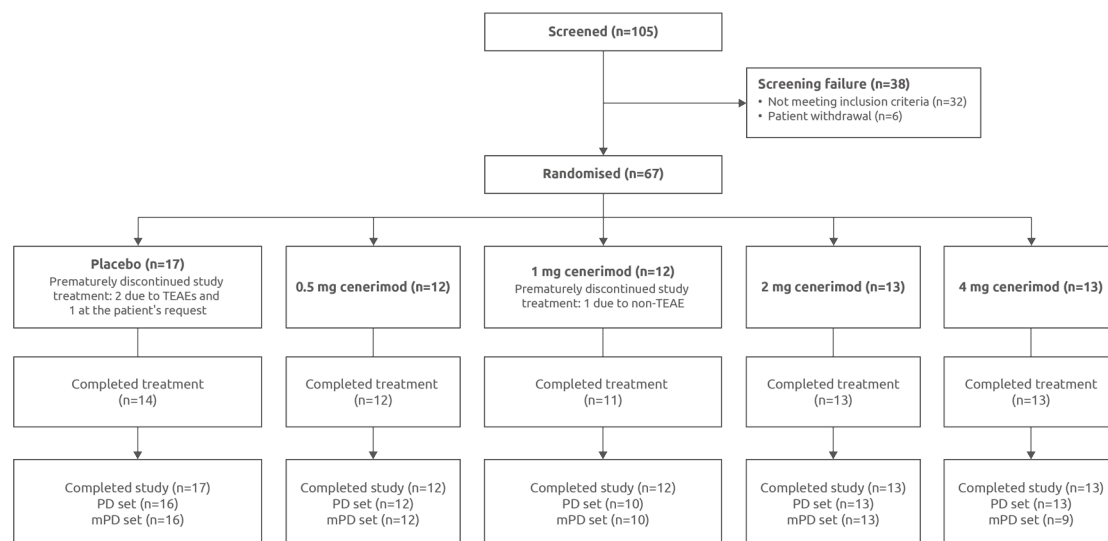 Screened (n=105)
Screening failure (n=38)
• Not meeting inclusion criteria (n=32)
• Patient withdrawal (n=6)
Randomised (n=67)
Placebo (n=17)
Prematurely discontinued study
treatment: 2 due to TEAEs and
1 at the patient's request
0.5 mg cenerimod (n=12)
1 mg cenerimod (n=12)
Prematurely discontinued study
treatment: 1 due to non-TEAE
2 mg cenerimod (n=13)
4 mg cenerimod (n=13)
Completed treatment
(n=14)
Completed treatment
(n=12)
Completed treatment
(n=11)
Completed treatment
(n=13)
Completed treatment
(n=13)
Completed study (n=17)
PD set (n=16)
mPD set (n=16)
Completed study (n=12)
PD set (n=12)
mPD set (n=12)
Completed study (n=12)
PD set (n=10)
mPD set (n=10)
Completed study (n=13)
PD set (n=13)
mPD set (n=13)
Completed study (n=13)
PD set (n=13)
mPD set (n=9)